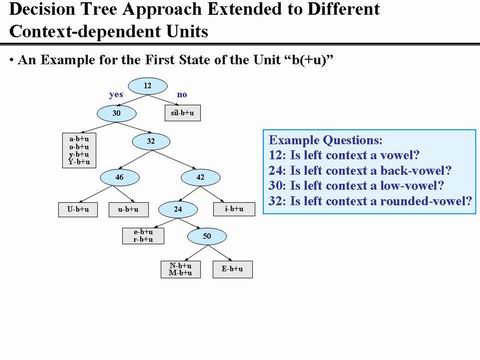 Decision Tree Approach Extended to Different
Context-dependent Units
• An Example for the First State of the Unit “b(+u)”
12
yes
no
30
sil-b+u
a-b+u
o-b+u
y-b+u
Y-b+u
32
46
42
U-b+u
u-b+u
24
i-b+u
e-b+u
r-b+u
50
N-b+u
M-b+u
E-b+u
Example Questions:
12: Is left context a vowel?
24: Is left context a back-vowel?
30: Is left context a low-vowel?
32: Is left context a rounded-vowel?